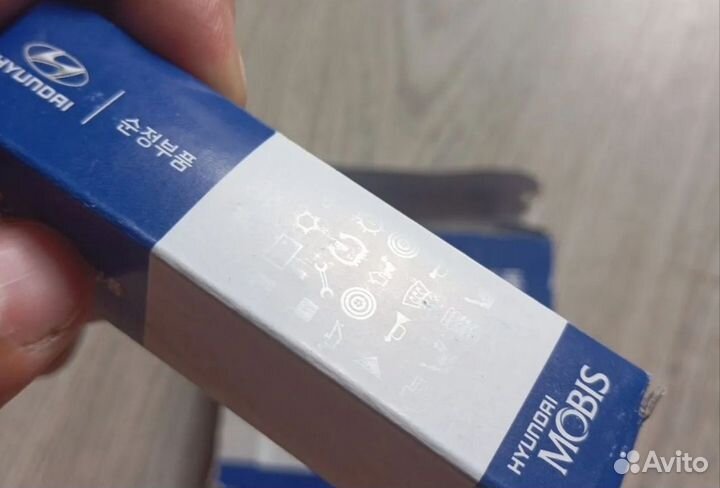 HYUNDAI
순정부품
HYUNDAI
MOBIS
Avito